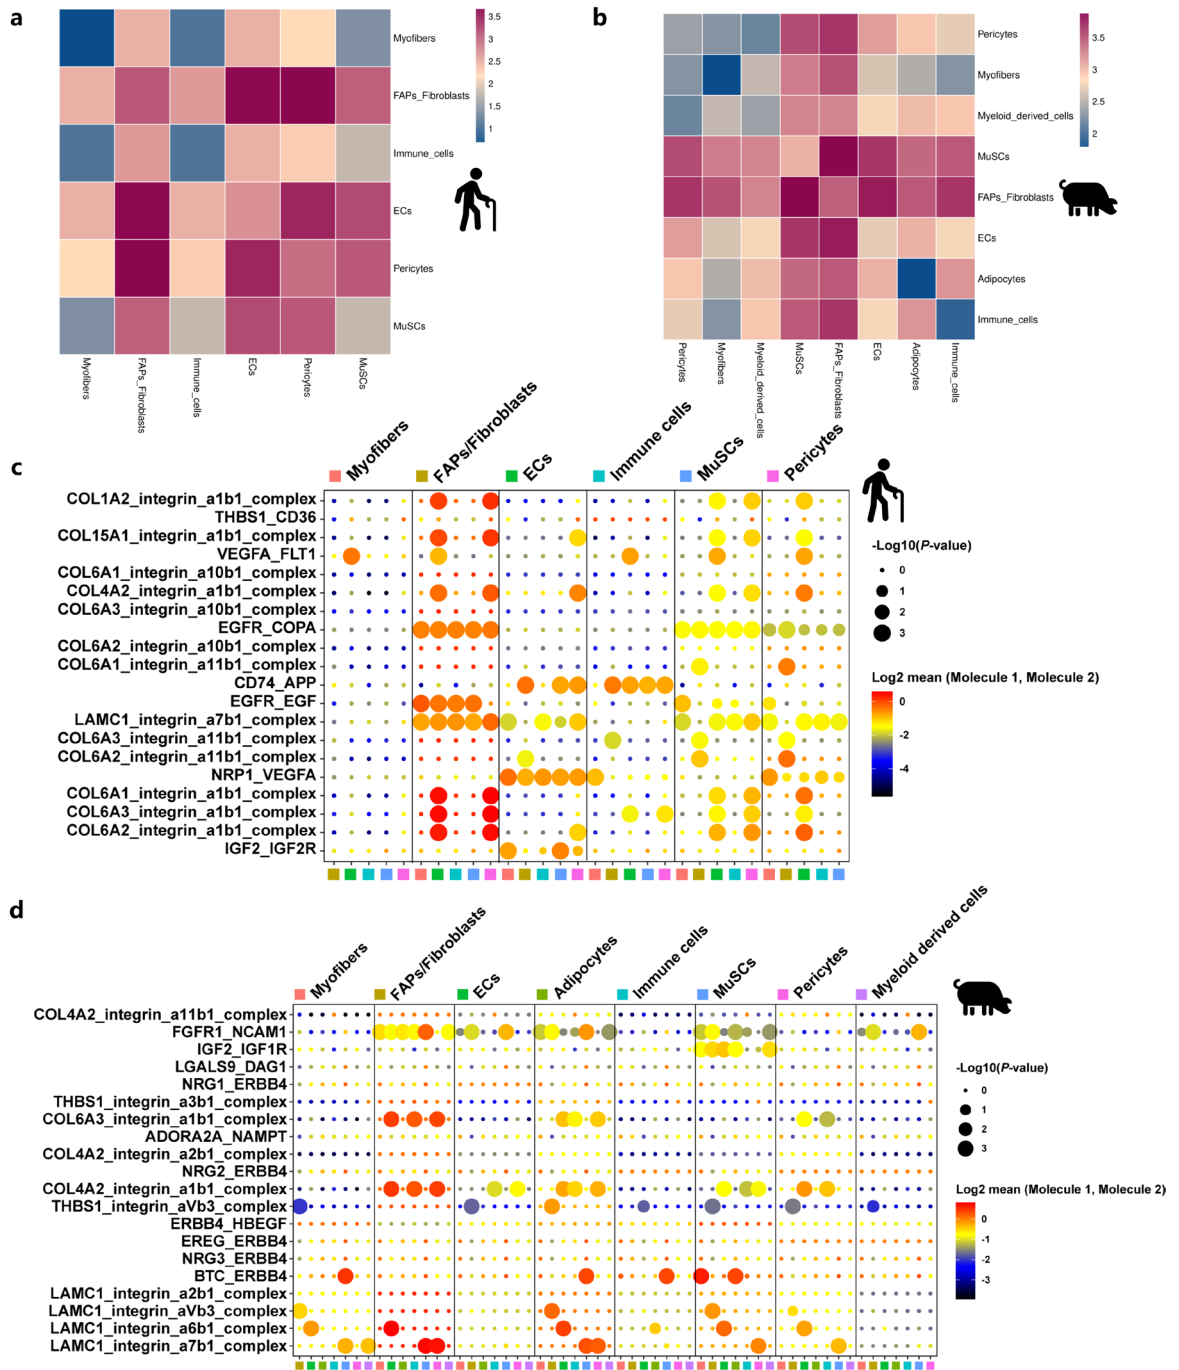 a
3.5
3
2.5
2
1.5
1
Myofibers
FAPs_Fibroblasts
Immune_cells
ECs
Pericytes
MuSCs
Myofibers
FAPs_Fibroblasts
Immune_cells
ECs
Pericytes
MuSCs
b
3.5
3
2.5
2
Pericytes
Myofibers
Myeloid_derived_cells
MuSCs
FAPs_Fibroblasts
ECs
Adipocytes
Immune_cells
Pericytes
Myofibers
Myeloid_derived_cells
MuSCs
FAPs_Fibroblasts
ECs
Adipocytes
Immune_cells
c
Myofibers
FAPs/Fibroblasts
ECs
Immune cells
MuSCs
Pericytes
COL1A2_integrin_a1b1_complex
THBS1_CD36
COL15A1_integrin_a1b1_complex
VEGFA_FLT1
COL6A1_integrin_a10b1_complex
COL4A2_integrin_a1b1_complex
COL6A3_integrin_a10b1_complex
EGFR_COPA
COL6A2_integrin_a10b1_complex
COL6A1_integrin_a11b1_complex
CD74_APP
EGFR_EGF
LAMC1_integrin_a7b1_complex
COL6A3_integrin_a11b1_complex
COL6A2_integrin_a11b1_complex
NRP1_VEGFA
COL6A1_integrin_a1b1_complex
COL6A3_integrin_a1b1_complex
COL6A2_integrin_a1b1_complex
IGF2_IGF2R
-Log10(P-value)
0
1
2
3
Log2 mean (Molecule 1, Molecule 2)
0
-2
-4
d
Myofibers
FAPs/Fibroblasts
ECs
Adipocytes
Immune cells
MuSCs
Pericytes
Myeloid derived cells
COL4A2_integrin_a11b1_complex
FGFR1_NCAM1
IGF2_IGF1R
LGALS9_DAG1
NRG1_ERBB4
THBS1_integrin_a3b1_complex
COL6A3_integrin_a1b1_complex
ADORA2A_NAMPT
COL4A2_integrin_a2b1_complex
NRG2_ERBB4
COL4A2_integrin_a1b1_complex
THBS1_integrin_aVb3_complex
ERBB4_HBEGF
EREG_ERBB4
NRG3_ERBB4
BTC_ERBB4
LAMC1_integrin_a2b1_complex
LAMC1_integrin_aVb3_complex
LAMC1_integrin_a6b1_complex
LAMC1_integrin_a7b1_complex
-Log10(P-value)
0
1
2
3
Log2 mean (Molecule 1, Molecule 2)
0
-1
-2
-3